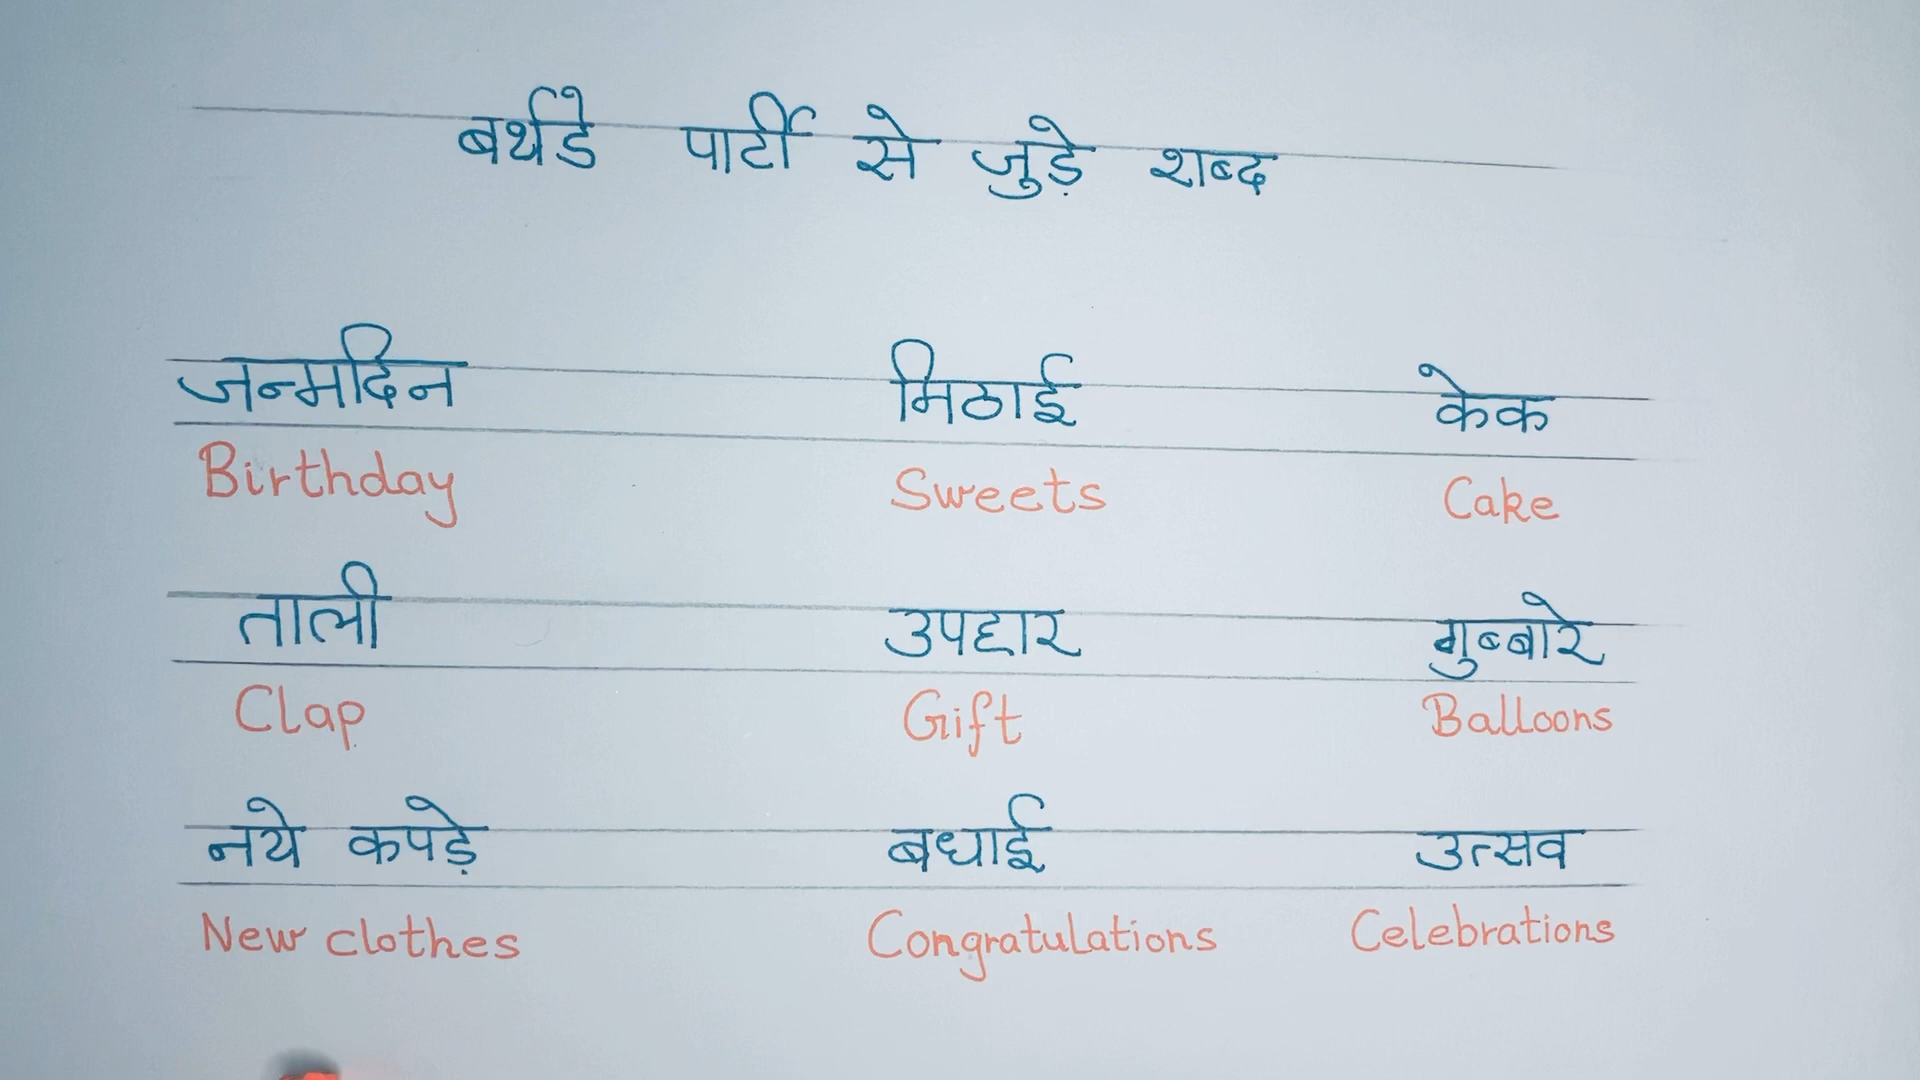 बर्थडे पार्टी से जुड़े शब्द
जन्मदिन मिठाई केक
Birthday Sweets Cake
ताली उपहार गुब्बारे
Clap Gift Balloons
नये कपड़े बधाई उत्सव
New clothes Congratulations Celebrations